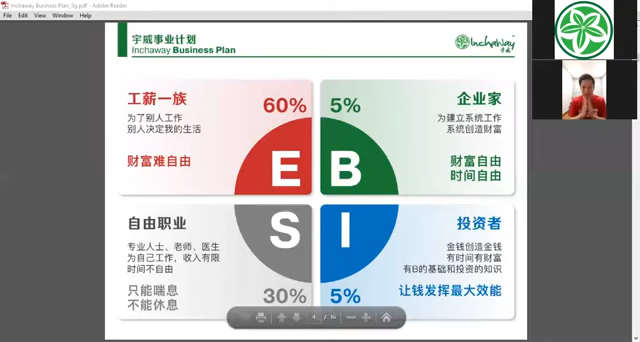 Inchaway Business Plan_Sg.pdf - Adobe Reader
File Edit View Window Help
宇威事业计划
Inchaway Business Plan
Inchaway
宇威
工薪一族
60%
为了别人工作
别人决定我的生活
财富难自由
E
5%
企业家
为建立系统工作
系统创造财富
财富自由
时间自由
B
自由职业
专业人士、老师、医生
为自己工作，收入有限
时间不自由
只能喘息
不能休息
30%
S
I
投资者
金钱创造金钱
有时间有财富
有B的基础和投资的知识
5%
让钱发挥最大效能
4 / 36